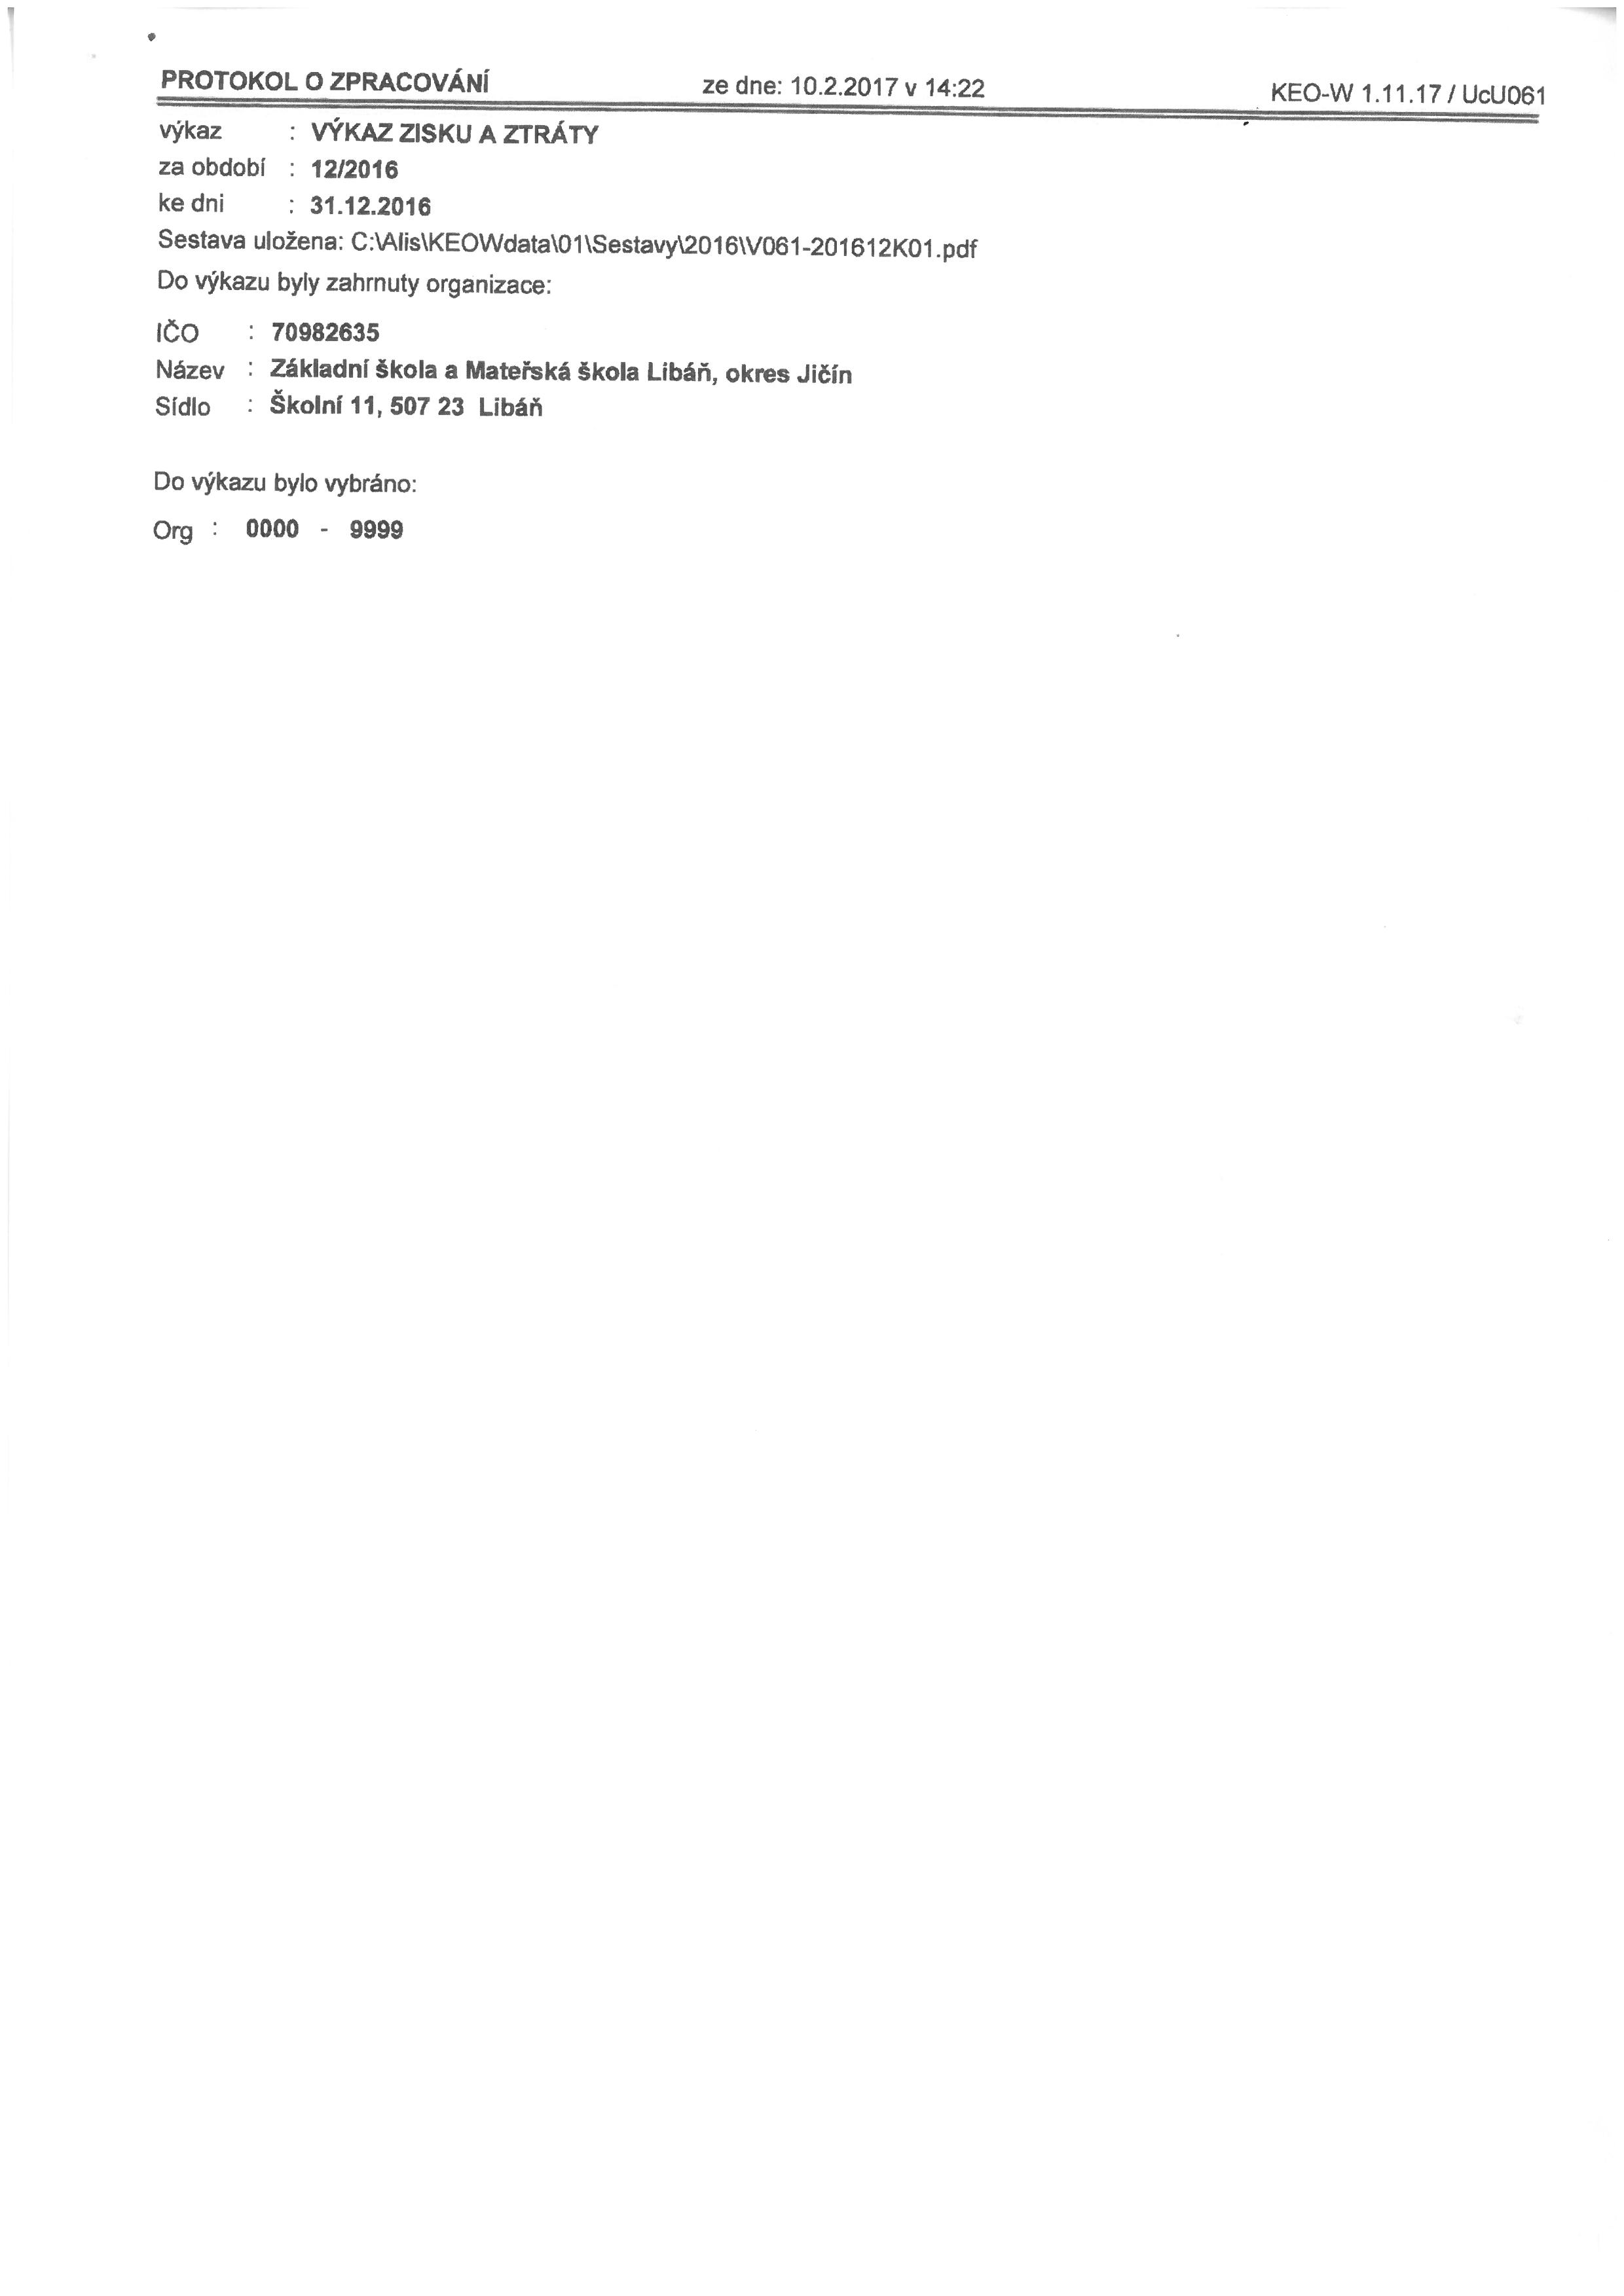 PROTOKOL O ZPRACOVÁNÍ ze dne: 10.2.2017 v 14:22 KEO-W 1.11.17 / UcU061
výkaz : VÝKAZ ZISKU A ZTRÁTY
za období : 12/2016
ke dni : 31.12.2016
Sestava uložena: C:\Alis\KEOWdata\01\Sestavy\2016\V061-201612K01.pdf
Do výkazu byly zahrnuty organizace:
IČO : 70982635
Název : Základní škola a Mateřská škola Libáň, okres Jičín
Sídlo : Školní 11, 507 23 Libáň
Do výkazu bylo vybráno:
Org : 0000 - 9999